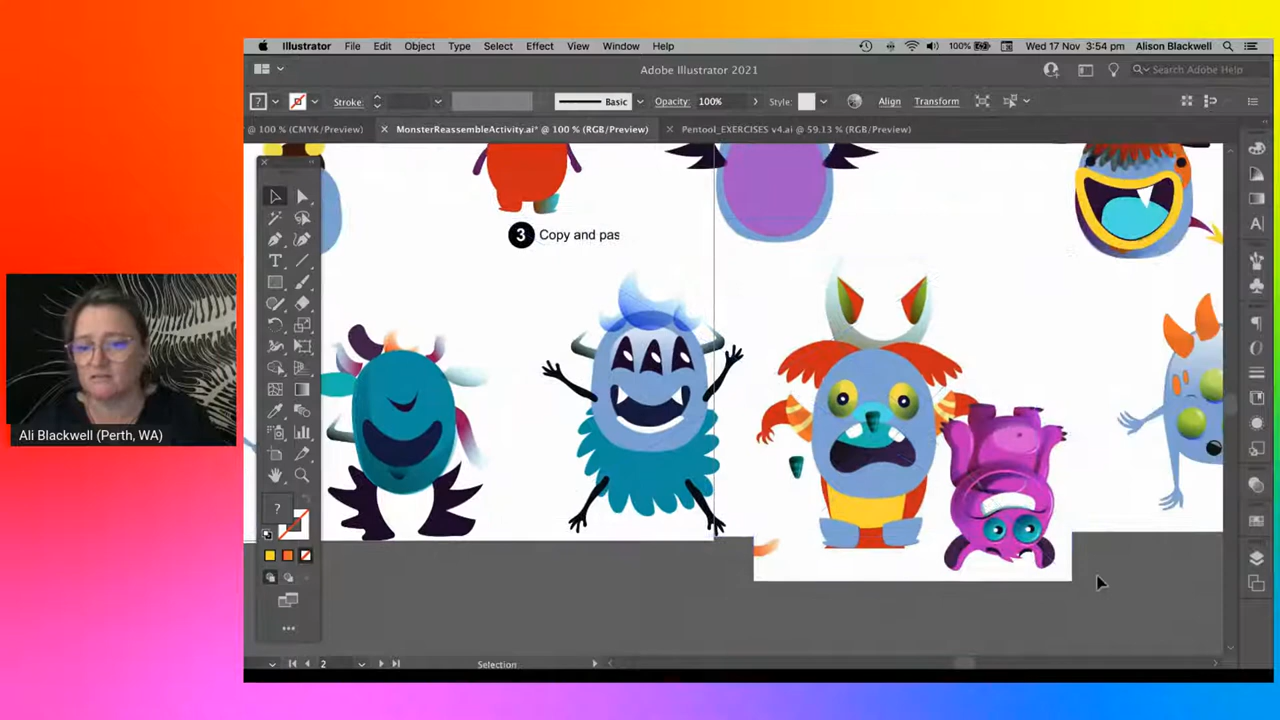 Illustrator File Edit Object Type Select Effect View Window Help 100% Wed 17 Nov 3:54 pm Alison Blackwell
Adobe Illustrator 2021
Search Adobe Help
? Stroke: Basic Opacity: 100% Style: Align Transform
@ 100 % (CMYK/Preview) × MonsterReassembleActivity.ai* @ 100 % (RGB/Preview) × Pentool_EXERCISES v4.ai @ 59.13 % (RGB/Preview)
3 Copy and pas
Ali Blackwell (Perth, WA)
?
2 Selection